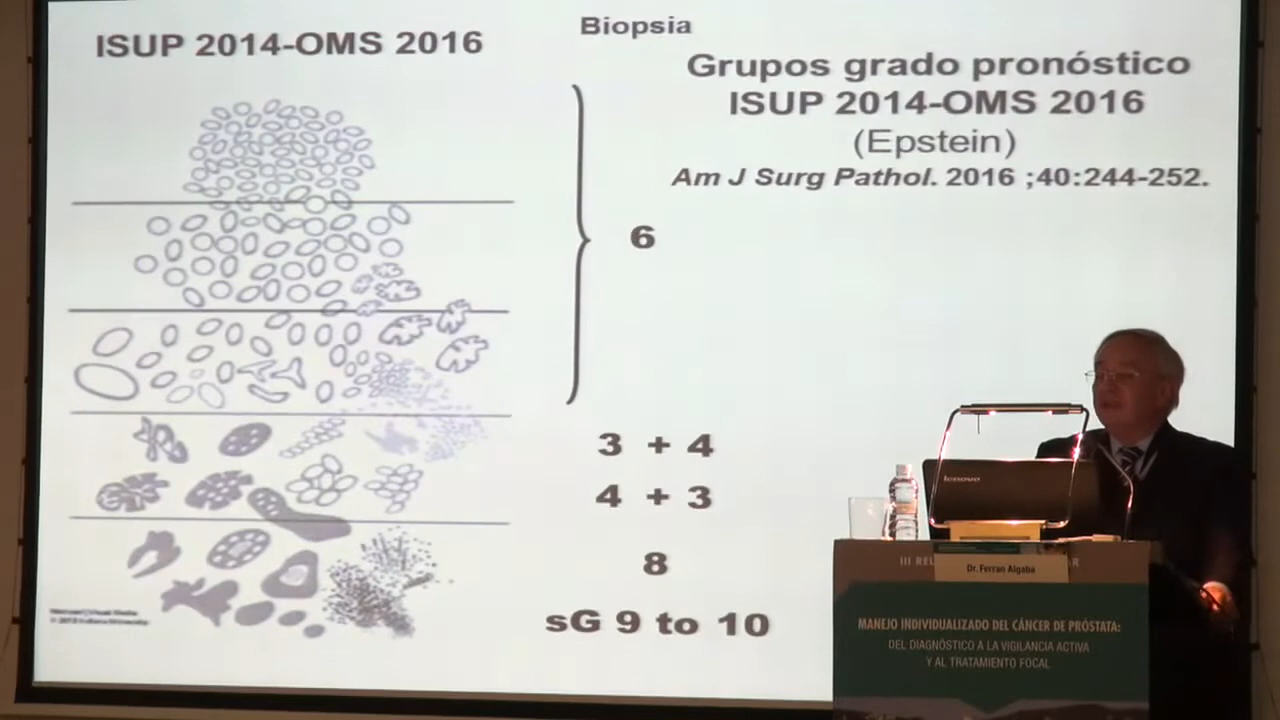 Biopsia
ISUP 2014-OMS 2016
Grupos grado pronóstico
ISUP 2014-OMS 2016
(Epstein)
Am J Surg Pathol. 2016 ;40:244-252.
6
3 + 4
4 + 3
8
sG 9 to 10
lenovo
III
Dr. Ferran Algaba
MANEJO INDIVIDUALIZADO DEL CÁNCER DE PRÓSTATA:
DEL DIAGNÓSTICO A LA VIGILANCIA ACTIVA
Y AL TRATAMIENTO FOCAL